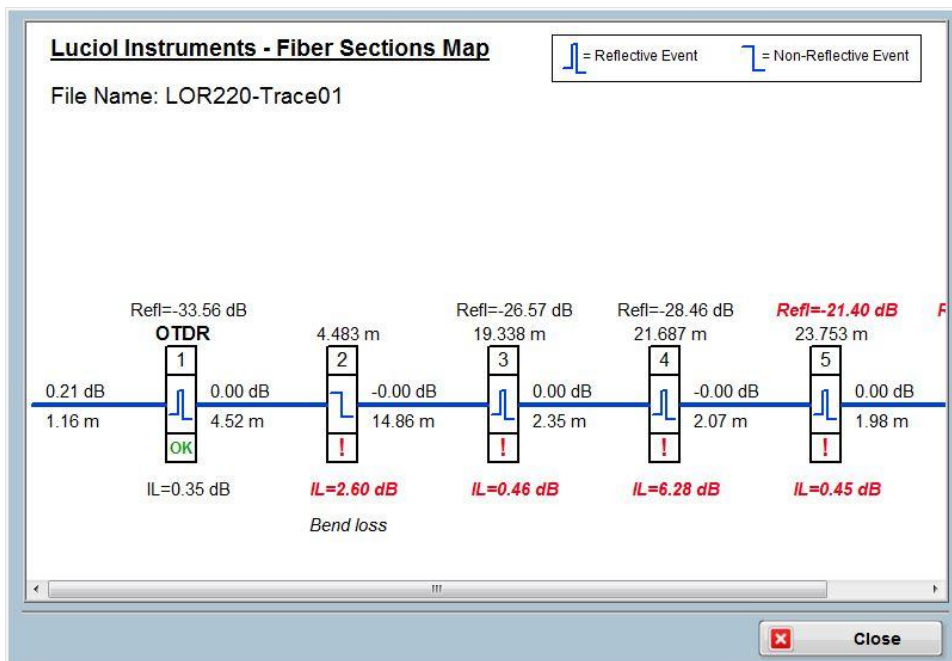 Luciol Instruments - Fiber Sections Map
= Reflective Event
= Non-Reflective Event
File Name: LOR220-Trace01
Refl=-33.56 dB
Refl=-26.57 dB
Refl=-28.46 dB
Refl=-21.40 dB
OTDR
4.483 m
19.338 m
21.687 m
23.753 m
1
2
3
4
5
0.21 dB
0.00 dB
-0.00 dB
0.00 dB
-0.00 dB
0.00 dB
1.16 m
4.52 m
14.86 m
2.35 m
2.07 m
1.98 m
OK
!
!
!
!
IL=0.35 dB
IL=2.60 dB
IL=0.46 dB
IL=6.28 dB
IL=0.45 dB
Bend loss
Close